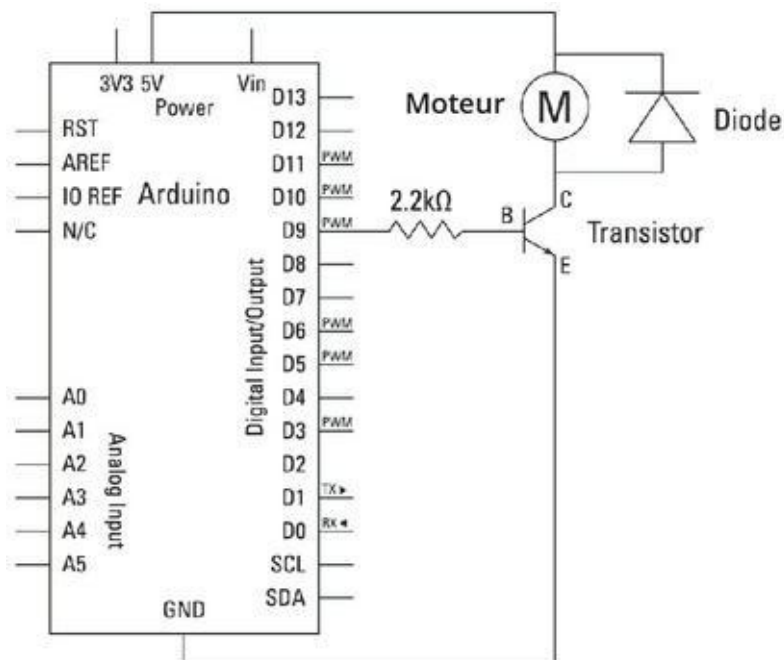 3V3 5V
Vin
Power
Arduino
RST
AREF
IO REF
N/C
A0
A1
A2
A3
A4
A5
Analog Input
D13
D12
D11 PWM
D10 PWM
D9 PWM
D8
D7
D6 PWM
D5 PWM
D4
D3 PWM
D2
D1 TX▶
D0 RX◀
SCL
SDA
Digital Input/Output
GND
2.2kΩ
Moteur
M
Diode
B
C
E
Transistor